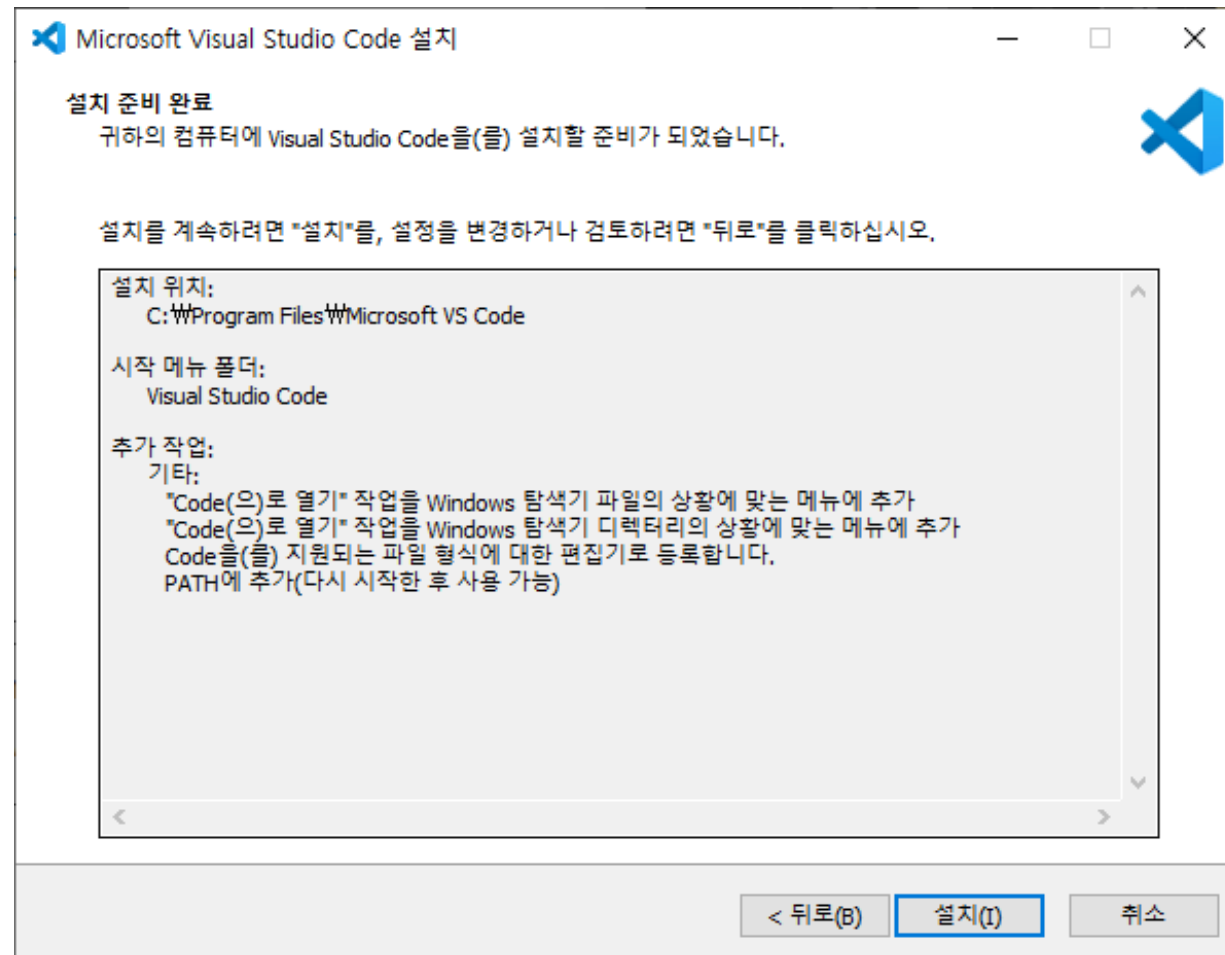 Microsoft Visual Studio Code 설치
설치 준비 완료
귀하의 컴퓨터에 Visual Studio Code을(를) 설치할 준비가 되었습니다.
설치를 계속하려면 "설치"를, 설정을 변경하거나 검토하려면 "뒤로"를 클릭하십시오.
설치 위치:
C:₩Program Files₩Microsoft VS Code
시작 메뉴 폴더:
Visual Studio Code
추가 작업:
기타:
"Code(으)로 열기" 작업을 Windows 탐색기 파일의 상황에 맞는 메뉴에 추가
"Code(으)로 열기" 작업을 Windows 탐색기 디렉터리의 상황에 맞는 메뉴에 추가
Code을(를) 지원되는 파일 형식에 대한 편집기로 등록합니다.
PATH에 추가(다시 시작한 후 사용 가능)
< 뒤로(B) 설치(I) 취소